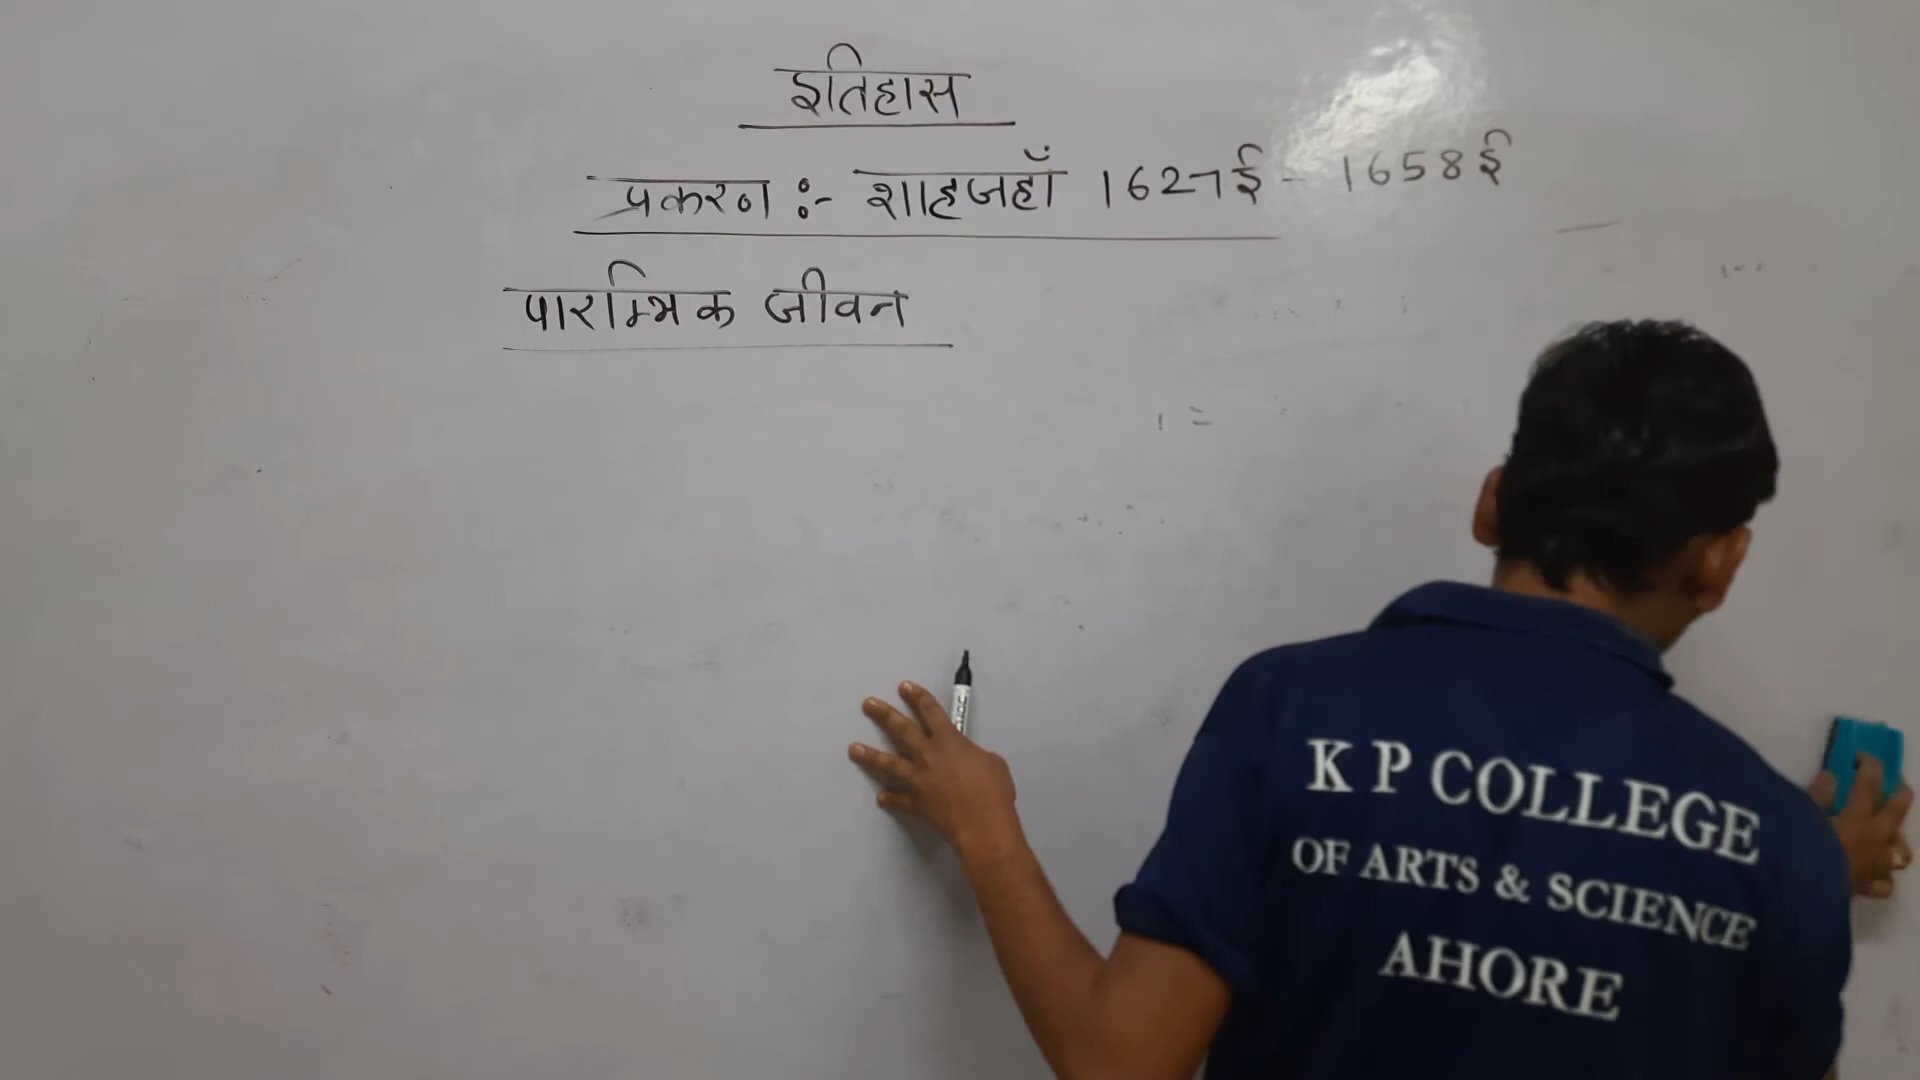 इतिहास
प्रकरण :- शाहजहाँ 1627ई - 1658ई
पारम्भिक जीवन
K P COLLEGE
OF ARTS & SCIENCE
AHORE